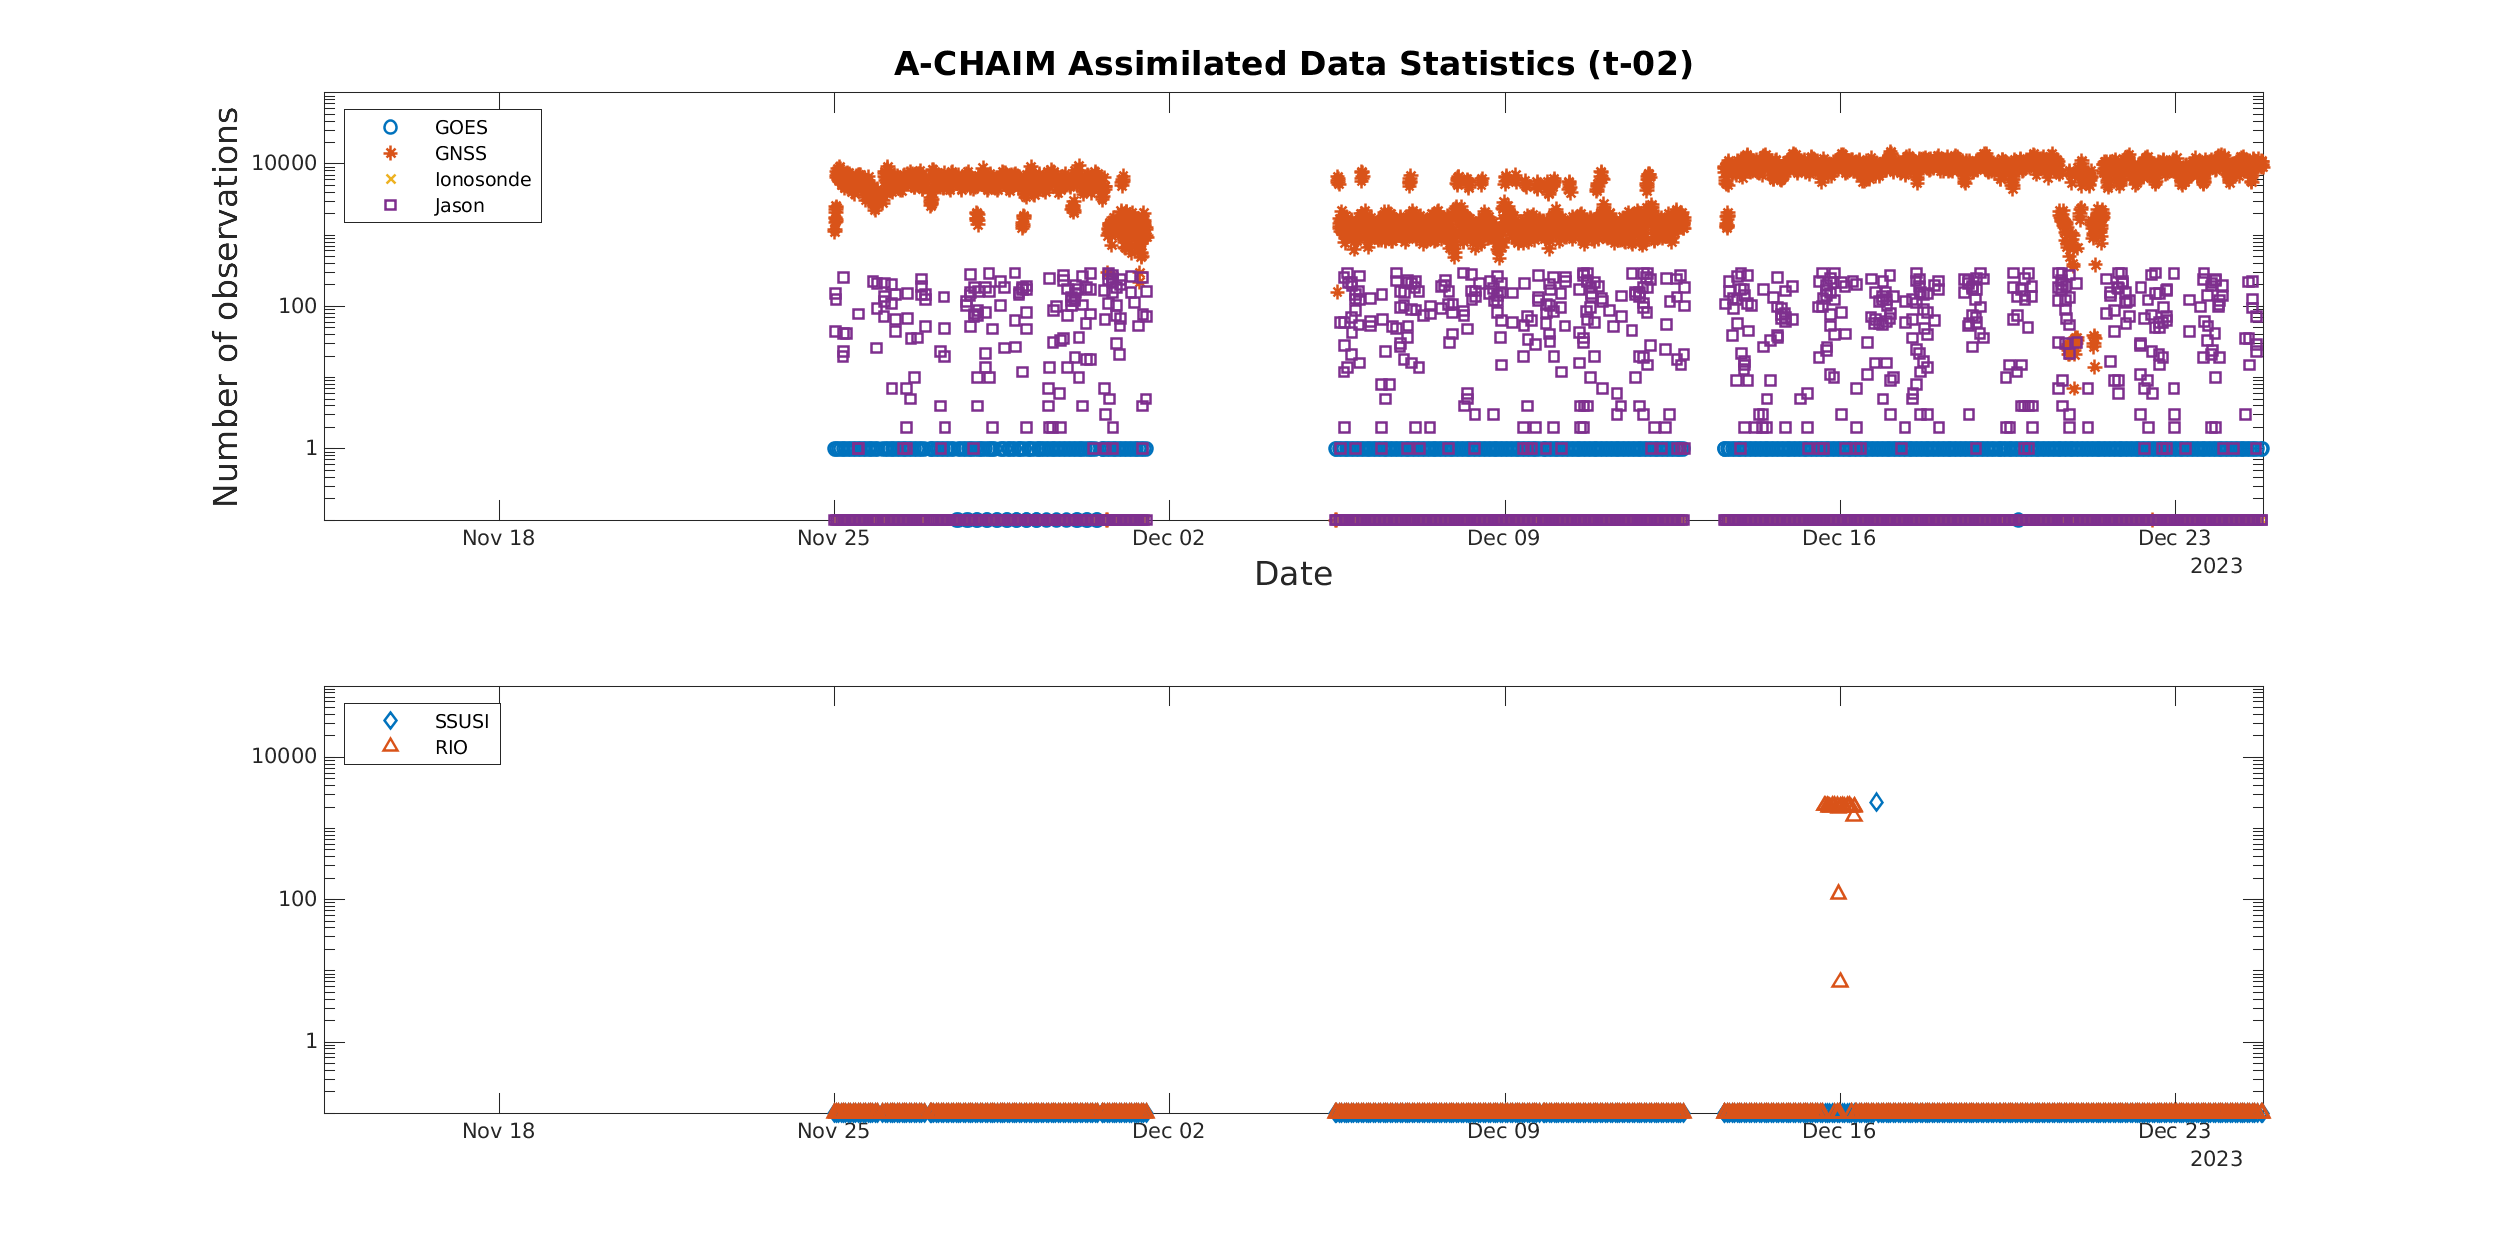 A-CHAIM Assimilated Data Statistics (t-02)
Number of observations
GOES
GNSS
Ionosonde
Jason
10000
100
1
Nov 18
Nov 25
Dec 02
Dec 09
Dec 16
Dec 23
2023
Date
SSUSI
RIO
10000
100
1
Nov 18
Nov 25
Dec 02
Dec 09
Dec 16
Dec 23
2023